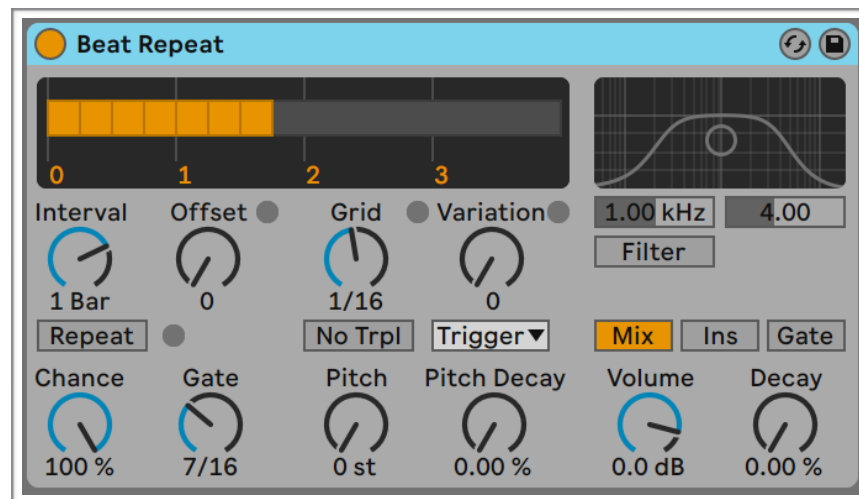 Beat Repeat
0 1 2 3
Interval Offset Grid Variation
1 Bar 0 1/16 0
1.00 kHz 4.00
Filter
Repeat No Trpl Trigger Mix Ins Gate
Chance Gate Pitch Pitch Decay Volume Decay
100 % 7/16 0 st 0.00 % 0.0 dB 0.00 %